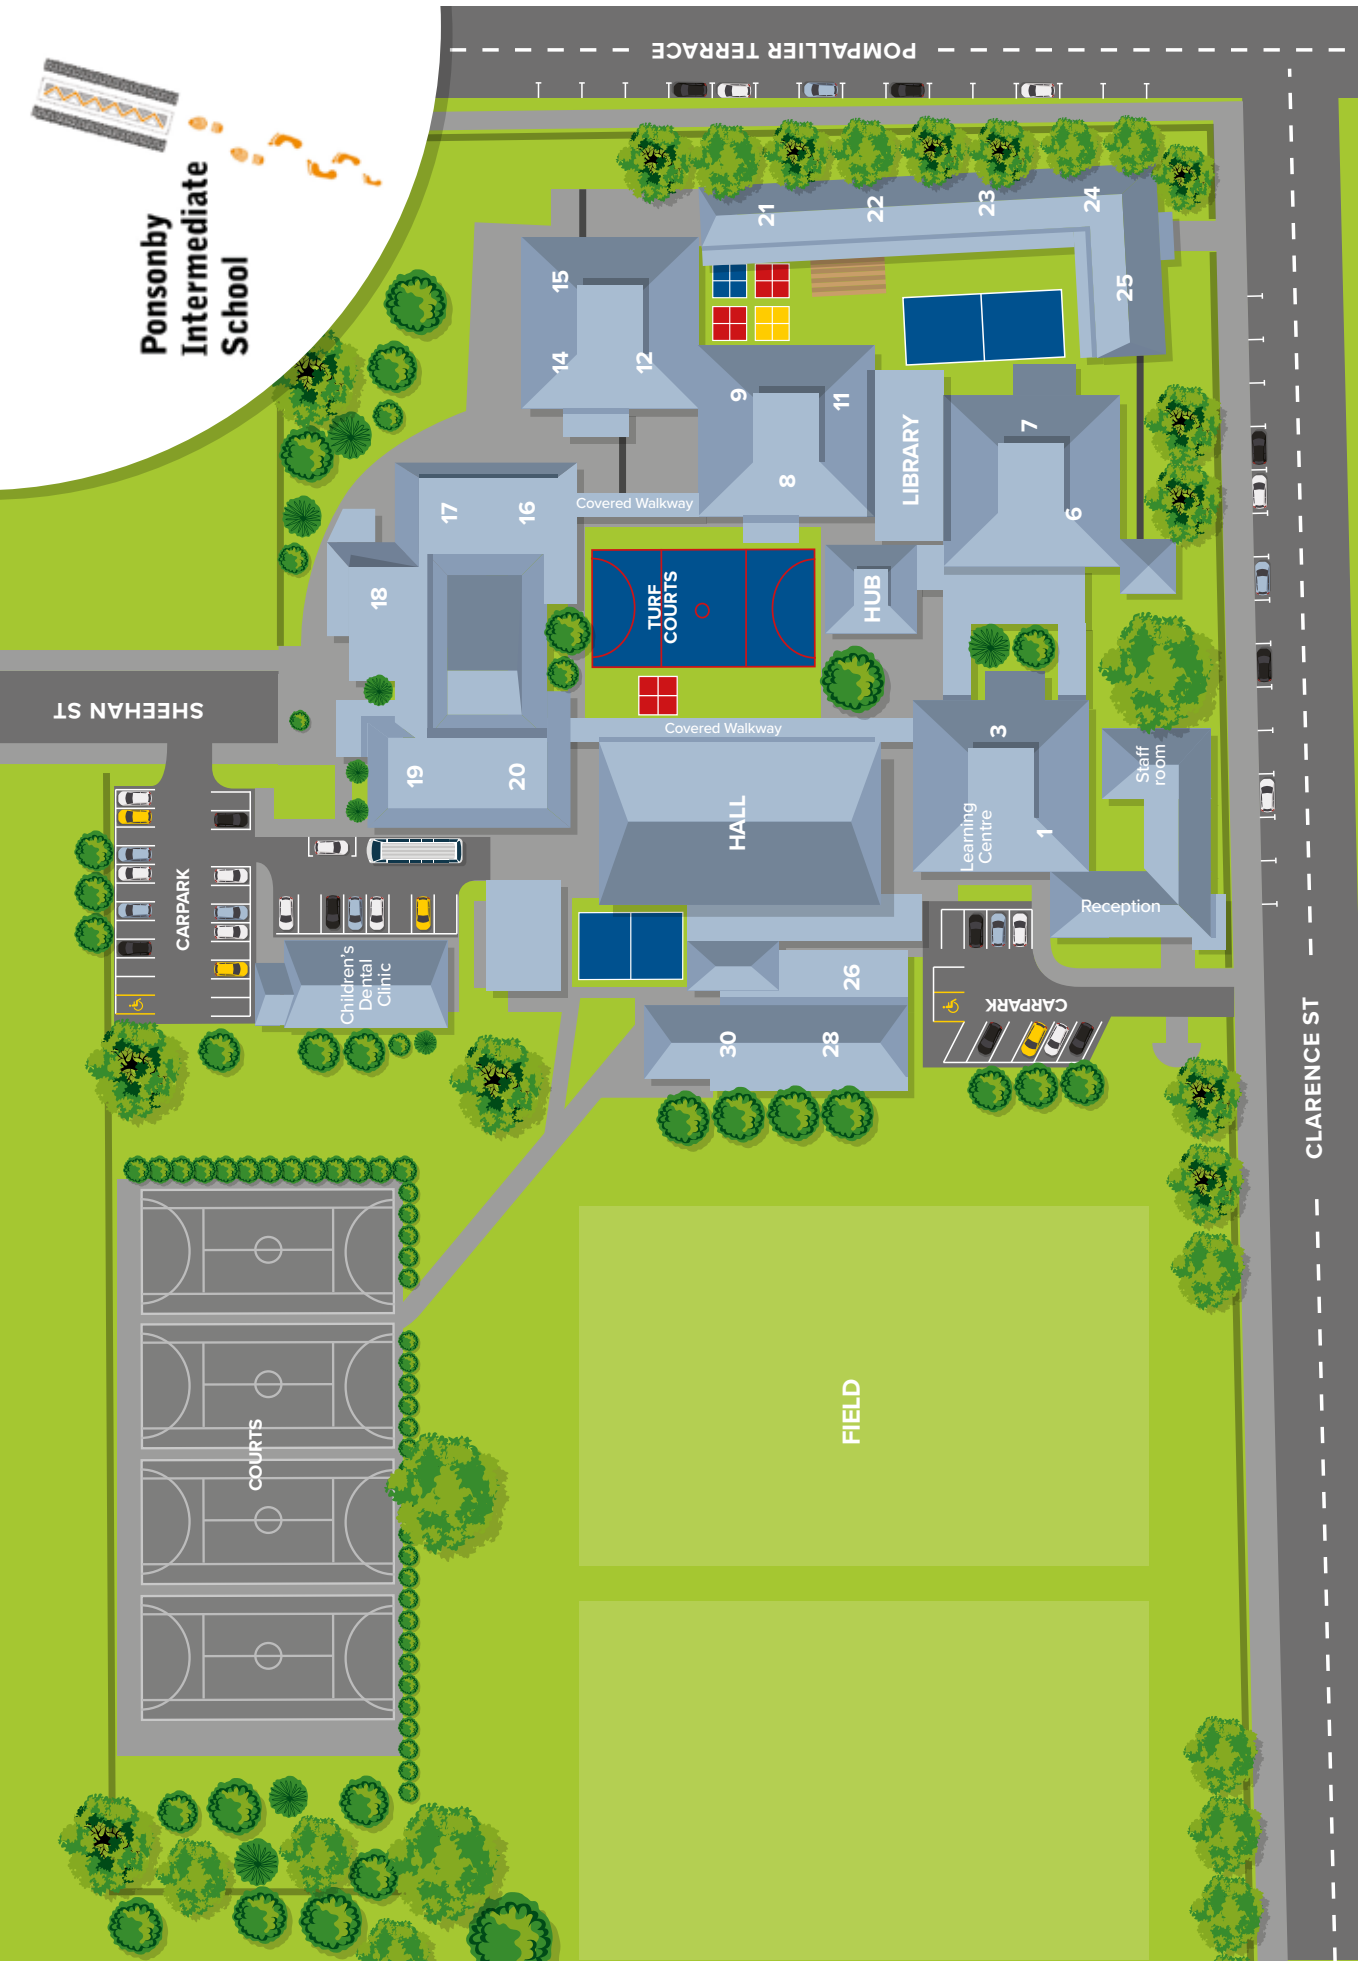 Ponsonby
Intermediate
School
POMPALLIER TERRACE
21
22
23
24
25
15
14
12
9
11
8
LIBRARY
7
6
17
16
Covered Walkway
18
TURF
COURTS
HUB
SHEEHAN ST
19
20
Covered Walkway
HALL
3
Learning
Centre
1
Staff
room
Reception
CARPARK
Children's
Dental
Clinic
26
30
28
CARPARK
CLARENCE ST
COURTS
FIELD